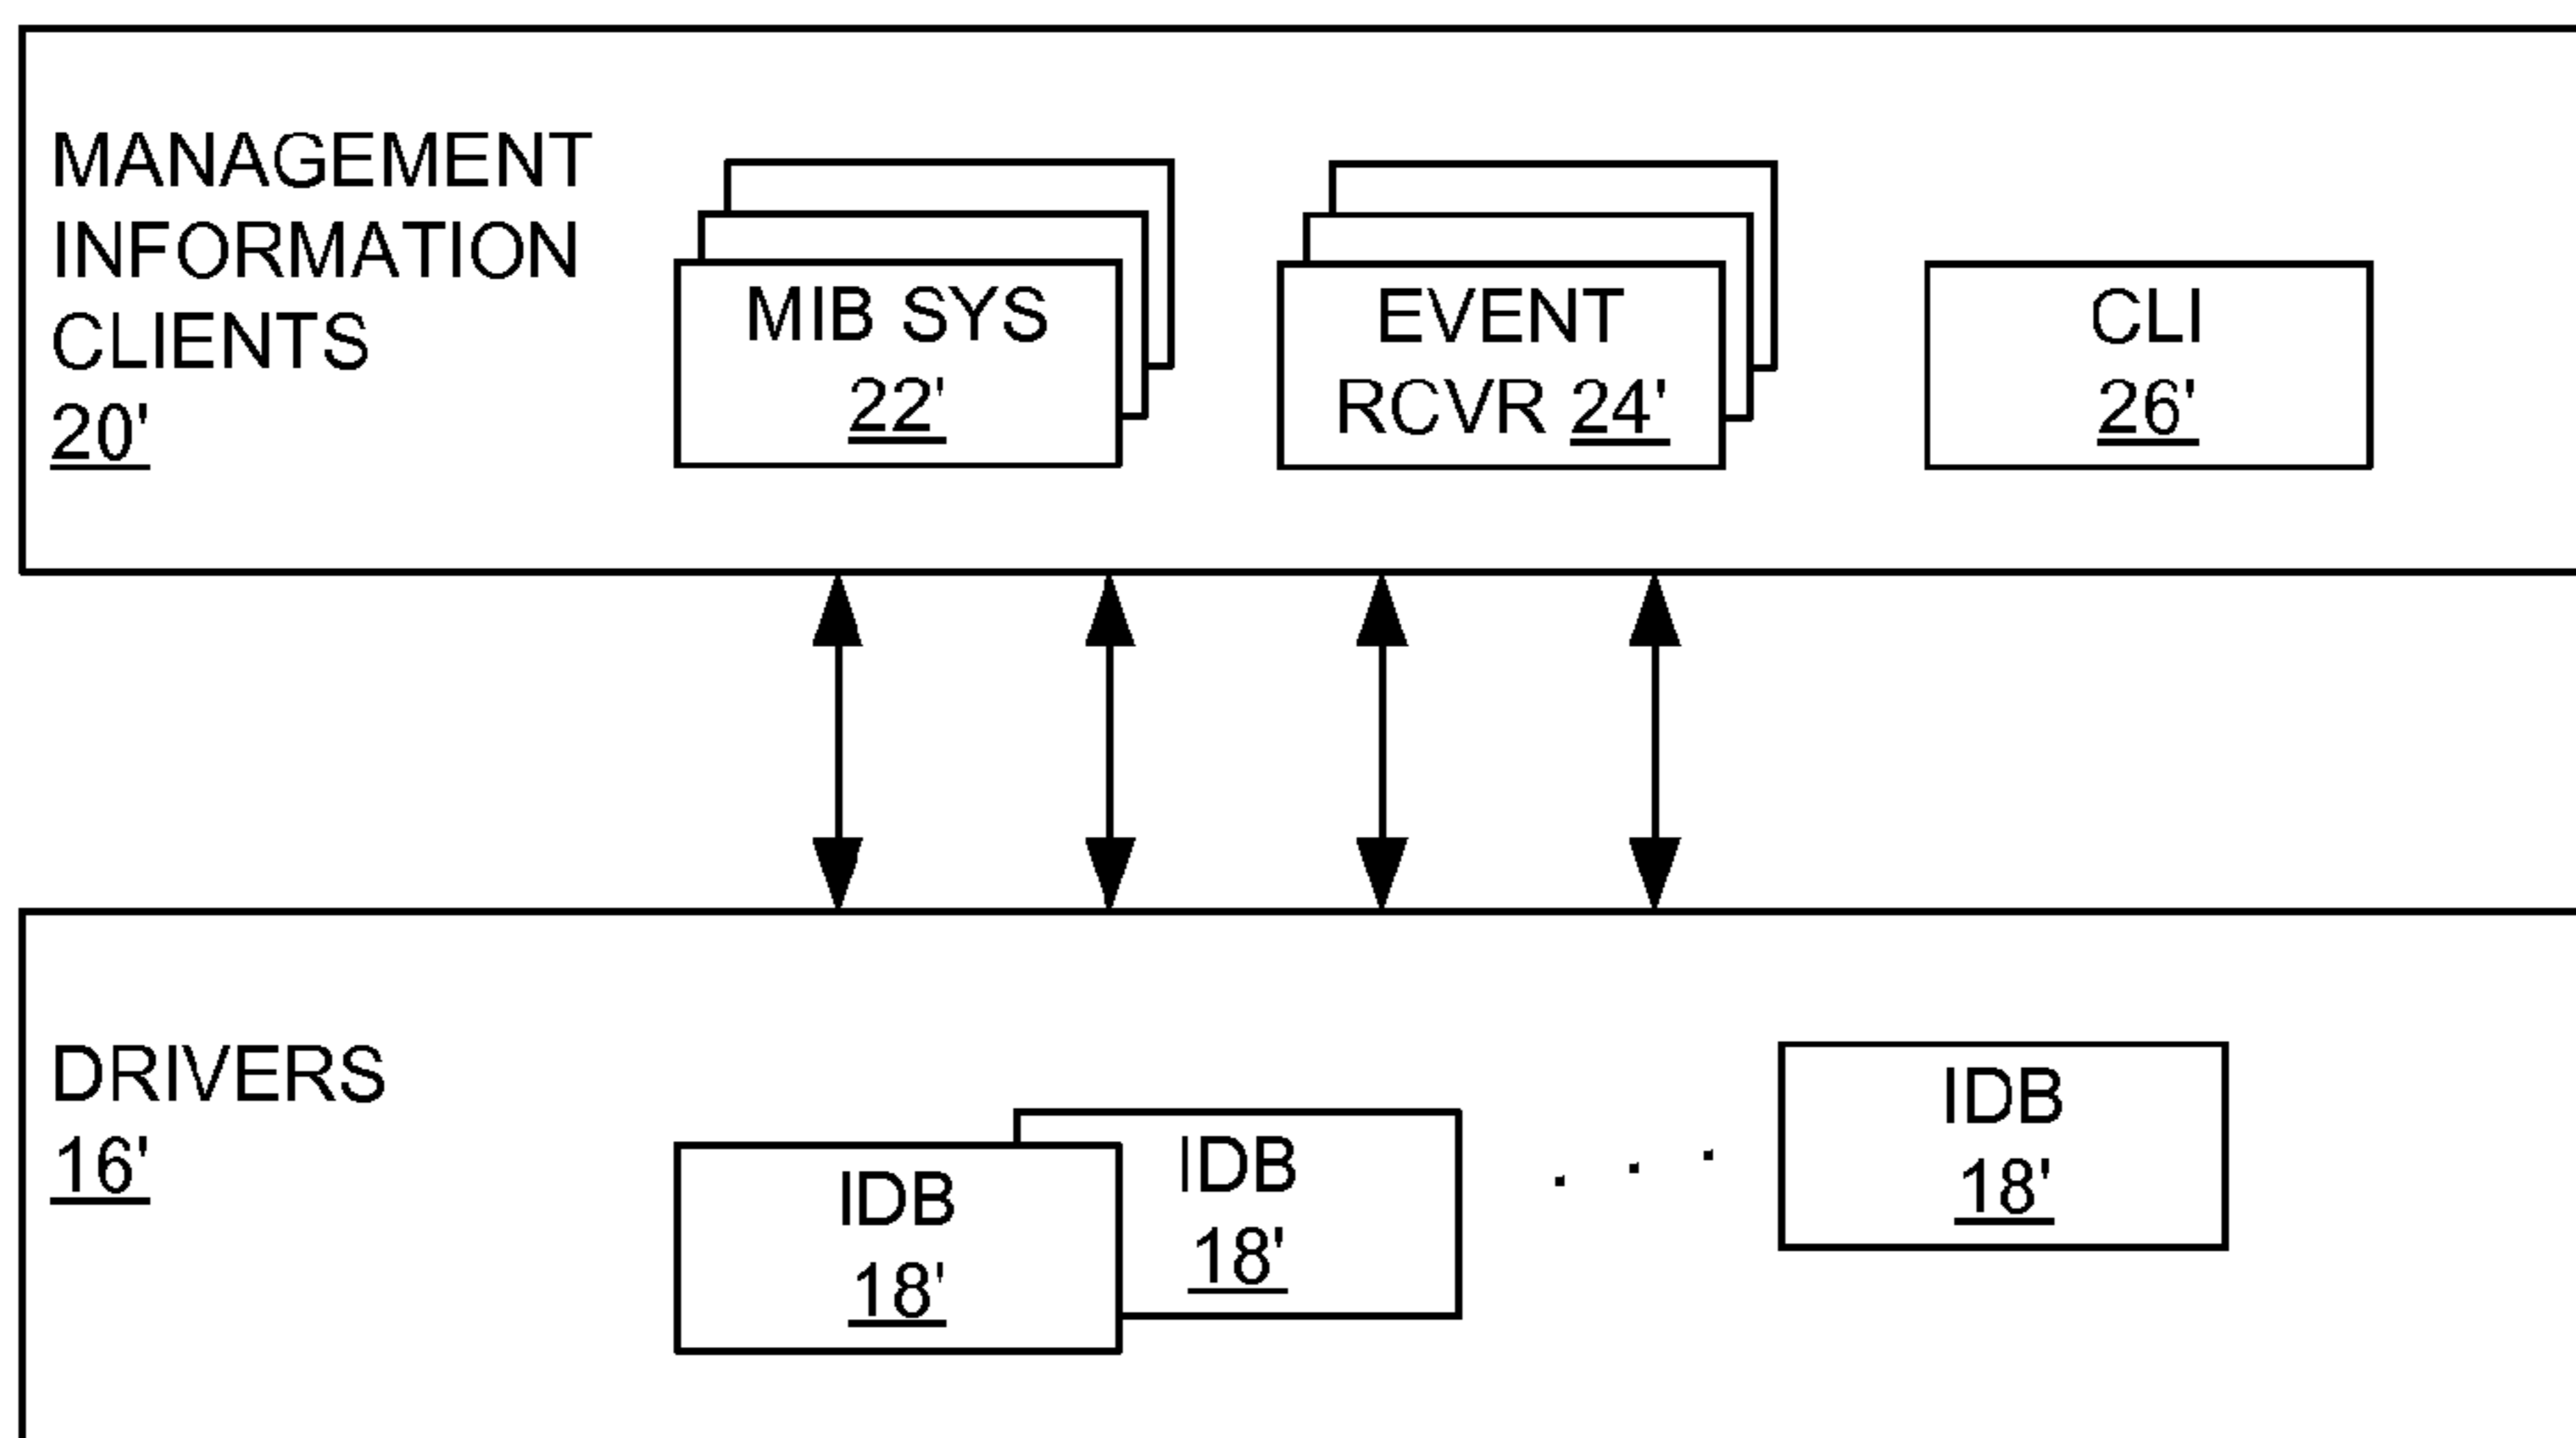 MANAGEMENT
INFORMATION
CLIENTS
20'
MIB SYS
22'
EVENT
RCVR 24'
CLI
26'
DRIVERS
16'
IDB
18'
IDB
18'
. . .
IDB
18'